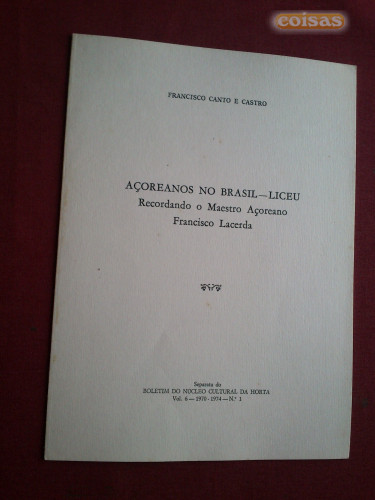 coisas
FRANCISCO CANTO E CASTRO
AÇOREANOS NO BRASIL—LICEU
Recordando o Maestro Açoreano
Francisco Lacerda
Separata do
BOLETIM DO NÚCLEO CULTURAL DA HORTA
Vol. 6 — 1970-1974 — N.º 1